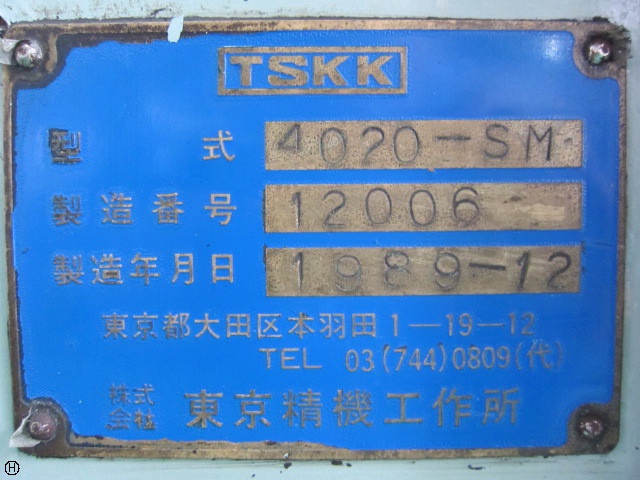 TSKK
型 式 4020-SM
製造番号 12006
製造年月日 1989-12
東京都大田区本羽田1-19-12
TEL 03(744)0809(代)
株式会社 東京精機工作所
H